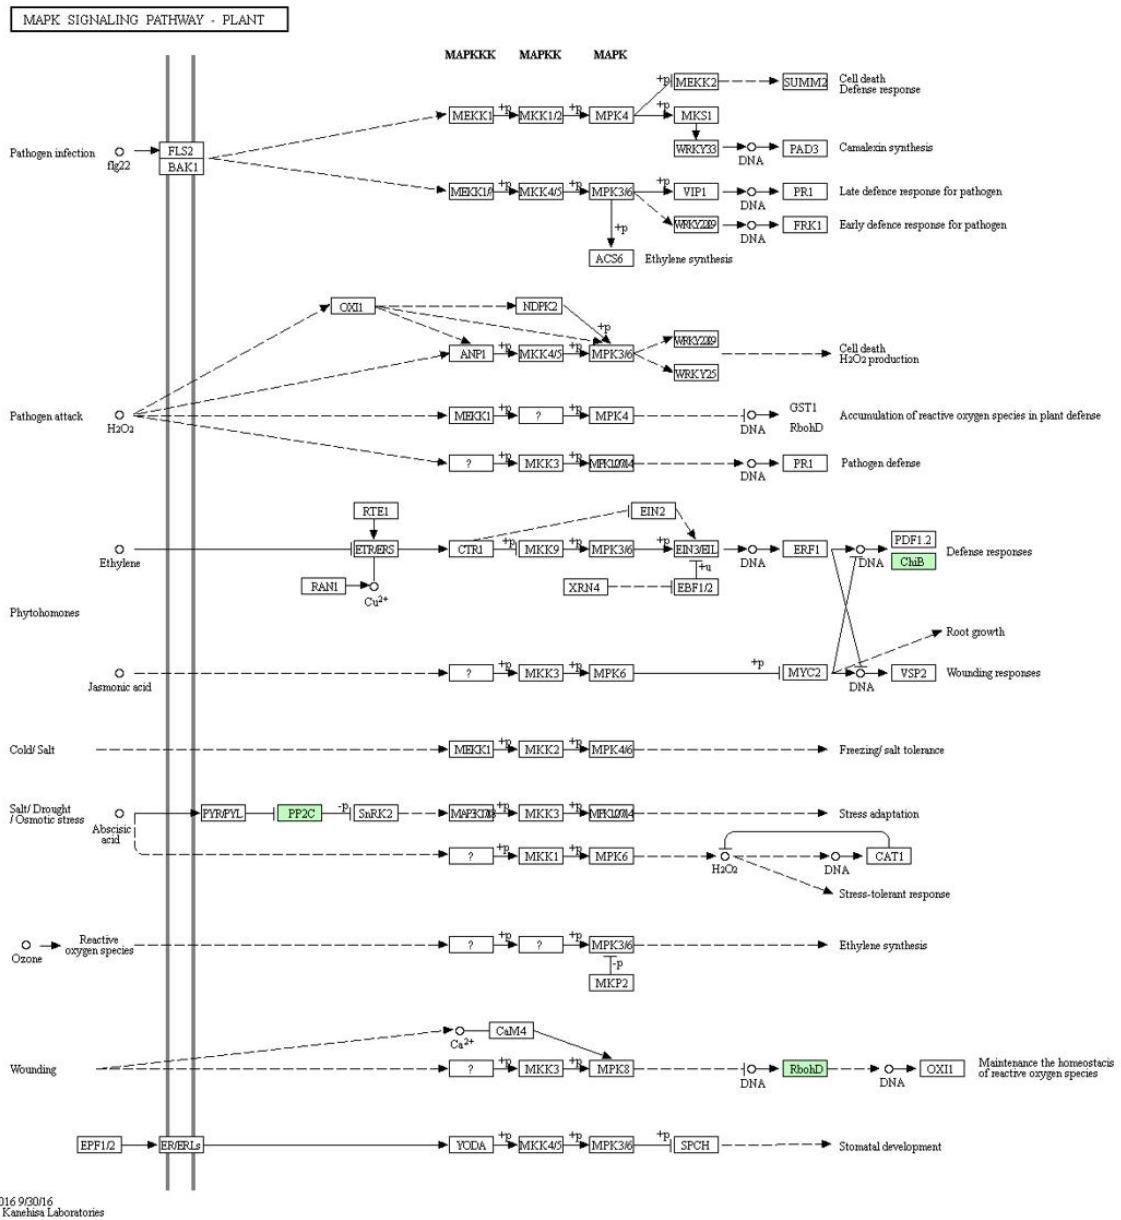 MAPK SIGNALING PATHWAY - PLANT
MAPKKK MAPKK MAPK
+p MEKK2 SUMM2 Cell death
Defense response
MEKK1 +p MKK1/2 +p MPK4 +p MKS1
Pathogen infection flg22 FLS2
BAK1
WRKY33 DNA PAD3 Camalexin synthesis
MEKK1/ +p MKK4/5 +p MPK3/6 +p VIP1 DNA PR1 Late defence response for pathogen
DNA FRK1 Early defence response for pathogen
+p
ACS6 Ethylene synthesis
OXI1 NDPK2
+p
ANP1 +p MKK4/5 +p MPK3/6 Cell death
H2O2 production
WRKY25
Pathogen attack H2O2 MEKK1 +p ? +p MPK4 DNA GST1
RbohD
Accumulation of reactive oxygen species in plant defense
? +p MKK3 +p DNA PR1 Pathogen defense
RTE1 EIN2
Ethylene ETR/ERS CTR1 +p MKK9 +p MPK3/6 +p EIN3/EIL DNA ERF1 DNA PDF1.2
ChiB
Defense responses
RAN1 Cu2+ XRN4 +u EBF1/2
Phytohomones
Root growth
Jasmonic acid ? +p MKK3 +p MPK6 +p MYC2 DNA VSP2 Wounding responses
Cold/ Salt MEKK1 +p MKK2 +p MPK4/6 Freezing/ salt tolerance
Salt/ Drought
/ Osmotic stress
Abscisic
acid
PYR/PYL PP2C -p SnRK2 +p MKK3 +p Stress adaptation
? +p MKK1 +p MPK6 H2O2 DNA CAT1
Stress-tolerant response
Ozone Reactive
oxygen species
? +p ? +p MPK3/6 Ethylene synthesis
-p
MKP2
Ca2+ CaM4
Wounding ? +p MKK3 +p MPK8 DNA RbohD DNA OXI1 Maintenance the homeostacis
of reactive oxygen species
EPF1/2 ER/ERLs YODA +p MKK4/5 +p MPK3/6 +p SPCH Stomatal development
016 9/30/16
Kanehisa Laboratories